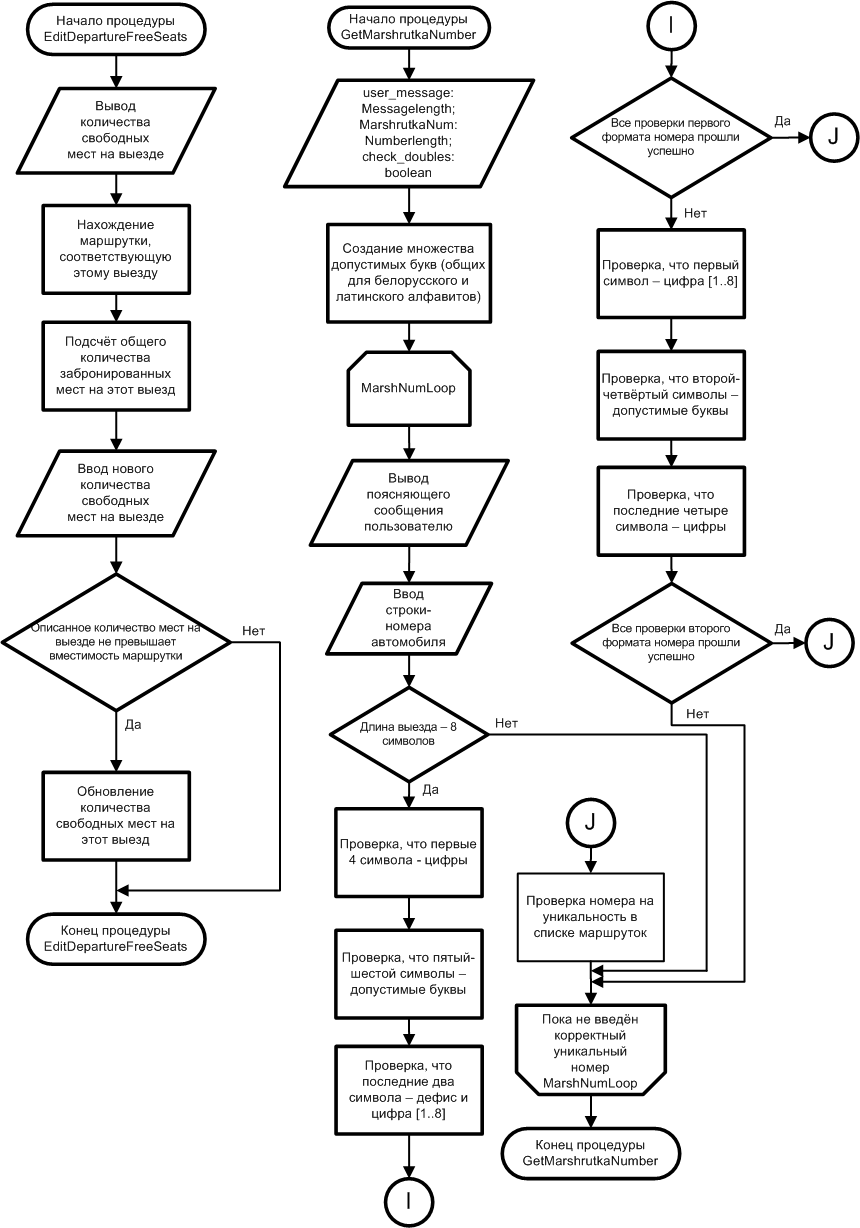 Начало процедуры
EditDepartureFreeSeats
Вывод
количества
свободных
мест на выезде
Нахождение
маршрутки,
соответствующую
этому выезду
Подсчёт общего
количества
забронированных
мест на этот выезд
Ввод нового
количества
свободных
мест на выезде
Описанное количество мест на
выезде не превышает
вместимость маршрутки
Нет
Да
Обновление
количества
свободных мест на
этот выезд
Конец процедуры
EditDepartureFreeSeats
Начало процедуры
GetMarshrutkaNumber
user_message:
Messagelength;
MarshrutkaNum:
Numberlength;
check_doubles:
boolean
Создание множества
допустимых букв (общих
для белорусского и
латинского алфавитов)
MarshNumLoop
Вывод
поясняющего
сообщения
пользователю
Ввод
строки-
номера
автомобиля
Длина выезда – 8
символов
Нет
Да
Проверка, что первые
4 символа - цифры
Проверка, что пятый-
шестой символы –
допустимые буквы
Проверка, что
последние два
символа – дефис и
цифра [1..8]
I
I
Все проверки первого
формата номера прошли
успешно
Да
J
Нет
Проверка, что первый
символ – цифра [1..8]
Проверка, что второй-
четвёртый символы –
допустимые буквы
Проверка, что
последние четыре
символа – цифры
Все проверки второго
формата номера прошли
успешно
Да
J
Нет
J
Проверка номера на
уникальность в
списке маршруток
Пока не введён
корректный
уникальный
номер
MarshNumLoop
Конец процедуры
GetMarshrutkaNumber